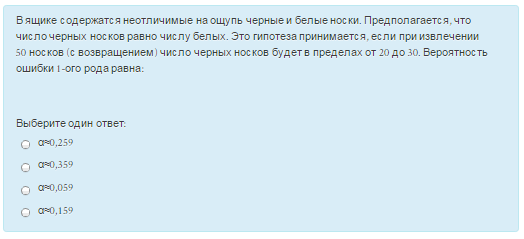 В ящике содержатся неотличимые на ощупь черные и белые носки. Предполагается, что
число черных носков равно числу белых. Это гипотеза принимается, если при извлечении
50 носков (с возвращением) число черных носков будет в пределах от 20 до 30. Вероятность
ошибки 1-ого рода равна:
Выберите один ответ:
α≈0,259
α≈0,359
α≈0,059
α≈0,159